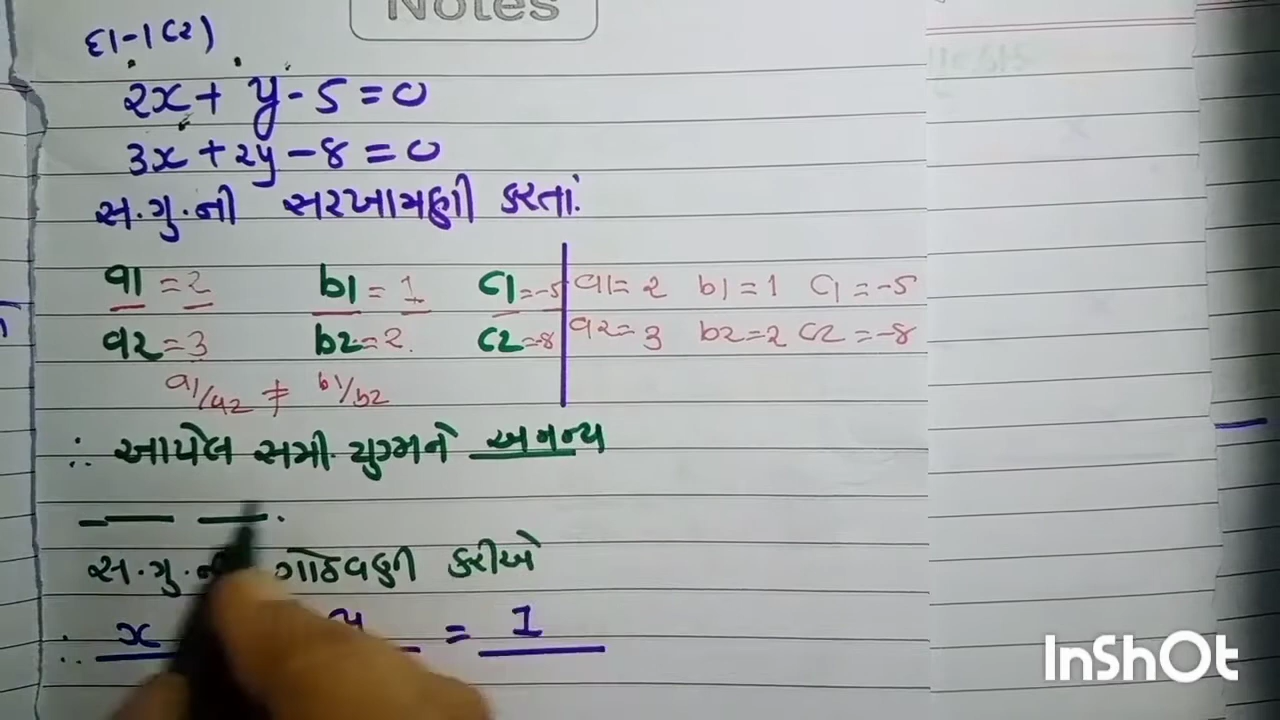 Notes
દા-1 (2)
2x + y - 5 = 0
3x + 2y - 8 = 0
સ.ગુ.ની સરખામણી કરતાં.
a1 = 2 b1 = 1 c1 = -5 a1 = 2 b1 = 1 c1 = -5
a2 = 3 b2 = 2. c2 = -8 a2 = 3 b2 = 2 c2 = -8
a1/a2 ≠ b1/b2
∴ આપેલ સમી. યુગ્મને અનન્ય
સ.ગુ. ગોઠવણી કરીએ
∴ x y = 1
InShOt